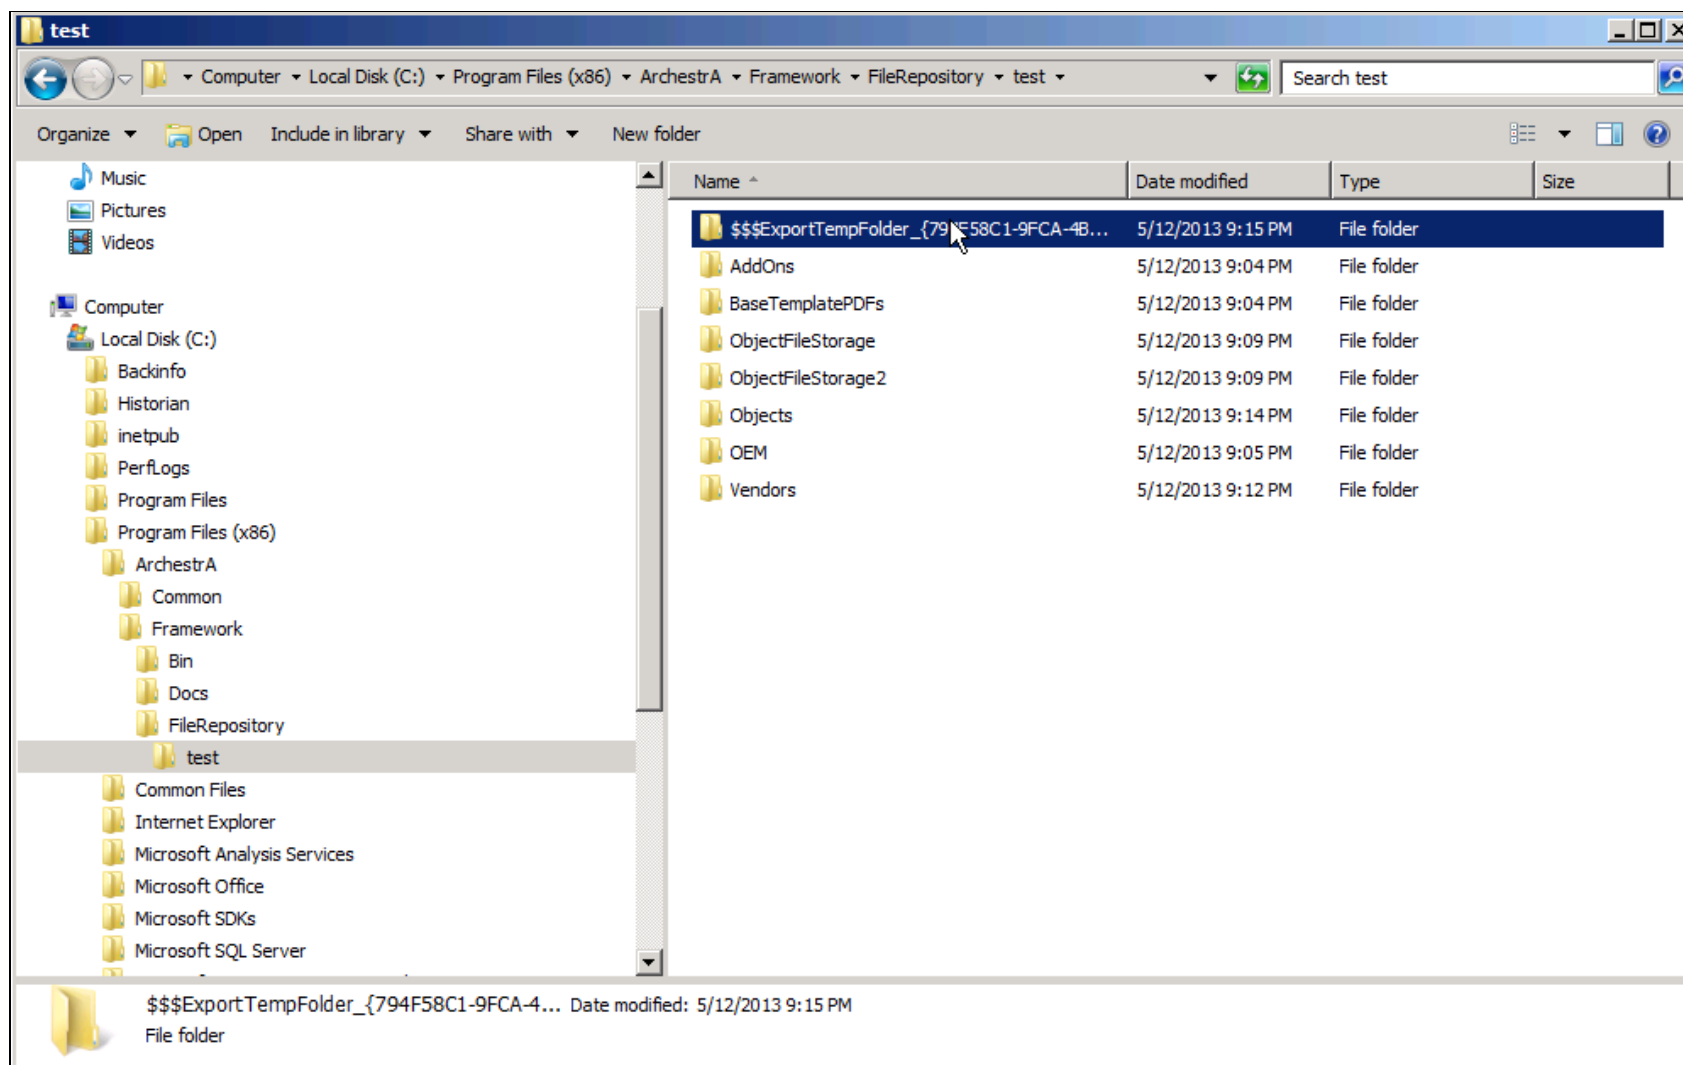 test
Computer Local Disk (C:) Program Files (x86) ArchestrA Framework FileRepository test Search test
Organize Open Include in library Share with New folder
Music
Pictures
Videos
Computer
Local Disk (C:)
Backinfo
Historian
inetpub
PerfLogs
Program Files
Program Files (x86)
ArchestrA
Common
Framework
Bin
Docs
FileRepository
test
Common Files
Internet Explorer
Microsoft Analysis Services
Microsoft Office
Microsoft SDKs
Microsoft SQL Server
Name Date modified Type Size
$$$ExportTempFolder_{794F58C1-9FCA-4B... 5/12/2013 9:15 PM File folder
AddOns 5/12/2013 9:04 PM File folder
BaseTemplatePDFs 5/12/2013 9:04 PM File folder
ObjectFileStorage 5/12/2013 9:09 PM File folder
ObjectFileStorage2 5/12/2013 9:09 PM File folder
Objects 5/12/2013 9:14 PM File folder
OEM 5/12/2013 9:05 PM File folder
Vendors 5/12/2013 9:12 PM File folder
$$$ExportTempFolder_{794F58C1-9FCA-4... Date modified: 5/12/2013 9:15 PM
File folder